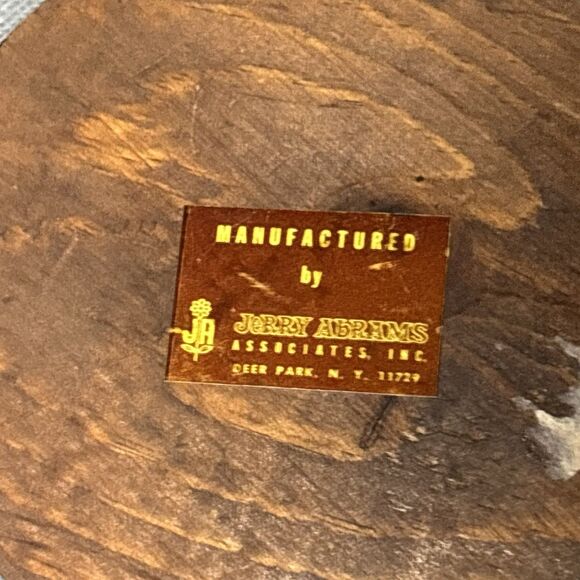 MANUFACTURED
by
JA
JERRY AbRAMS
ASSOCIATES, INC.
DEER PARK, N. Y. 11729